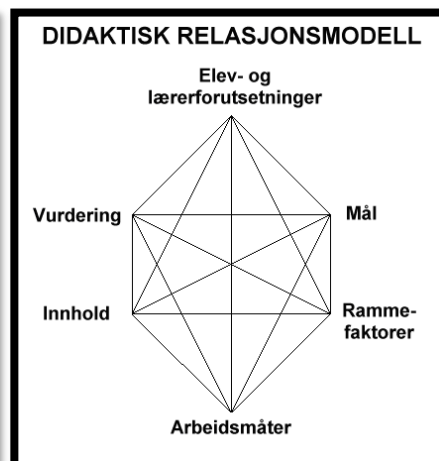 DIDAKTISK RELASJONSMODELL
Elev- og
lærerforutsetninger
Vurdering
Mål
Innhold
Ramme-
faktorer
Arbeidsmåter